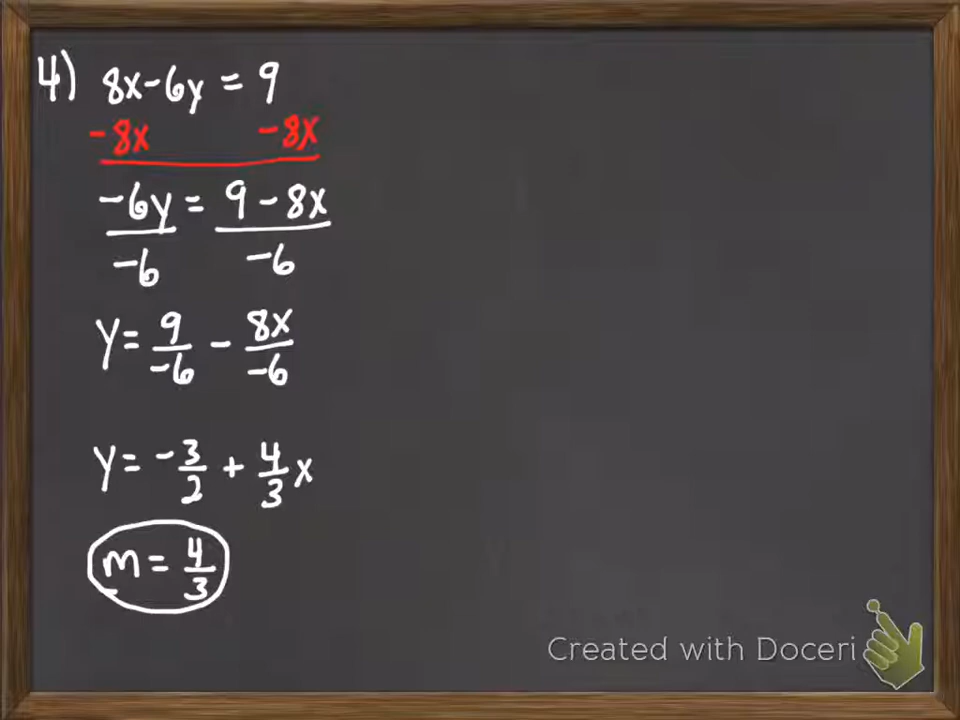 4) 8x-6y = 9
-8x -8x
-6y = 9 - 8x
-6 -6
y = 9/-6 - 8x/-6
y = -3/2 + 4/3 x
m = 4/3
Created with Doceri